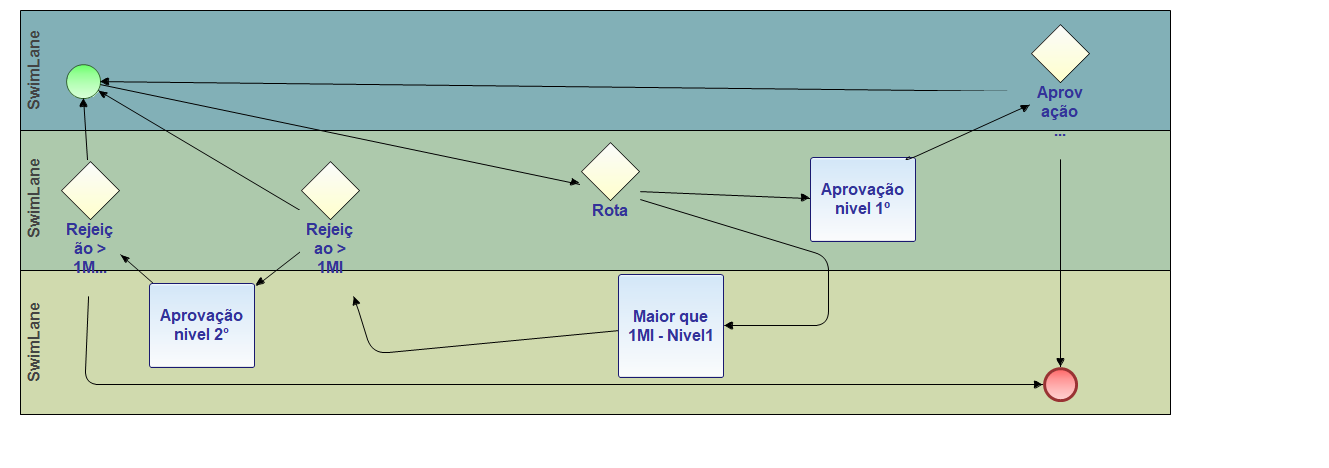 SwimLane
Aprov
ação
...
SwimLane
Rejeiç
ão >
1M...
Rejeiç
ao >
1MI
Rota
Aprovação
nivel 1º
SwimLane
Aprovação
nivel 2º
Maior que
1MI - Nivel1